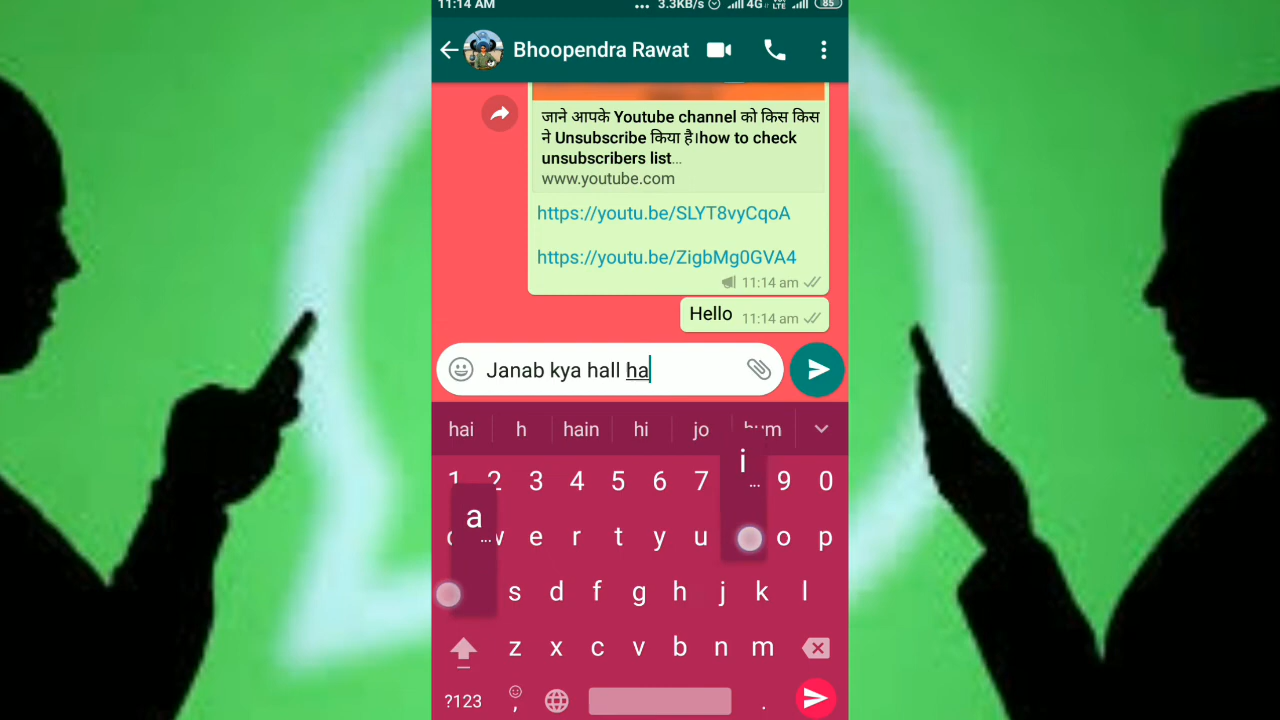 11:14 AM ... 3.3KB/s 4G VoLTE 85
Bhoopendra Rawat
जाने आपके Youtube channel को किस किस
ने Unsubscribe किया है।how to check
unsubscribers list...
www.youtube.com
https://youtu.be/SLYT8vyCqoA
https://youtu.be/ZigbMg0GVA4
11:14 am
Hello 11:14 am
Janab kya hall ha
hai h hain hi jo hum
1 2 3 4 5 6 7 9 0
i
...
a
...
q w e r t y u o p
s d f g h j k l
z x c v b n m
?123 , .